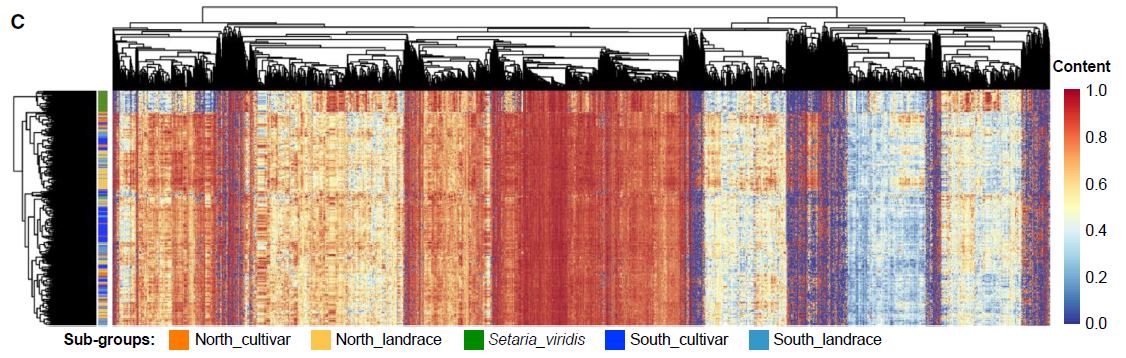 C
Content
1.0
0.8
0.6
0.4
0.2
0.0
Sub-groups: North_cultivar North_landrace Setaria_viridis South_cultivar South_landrace